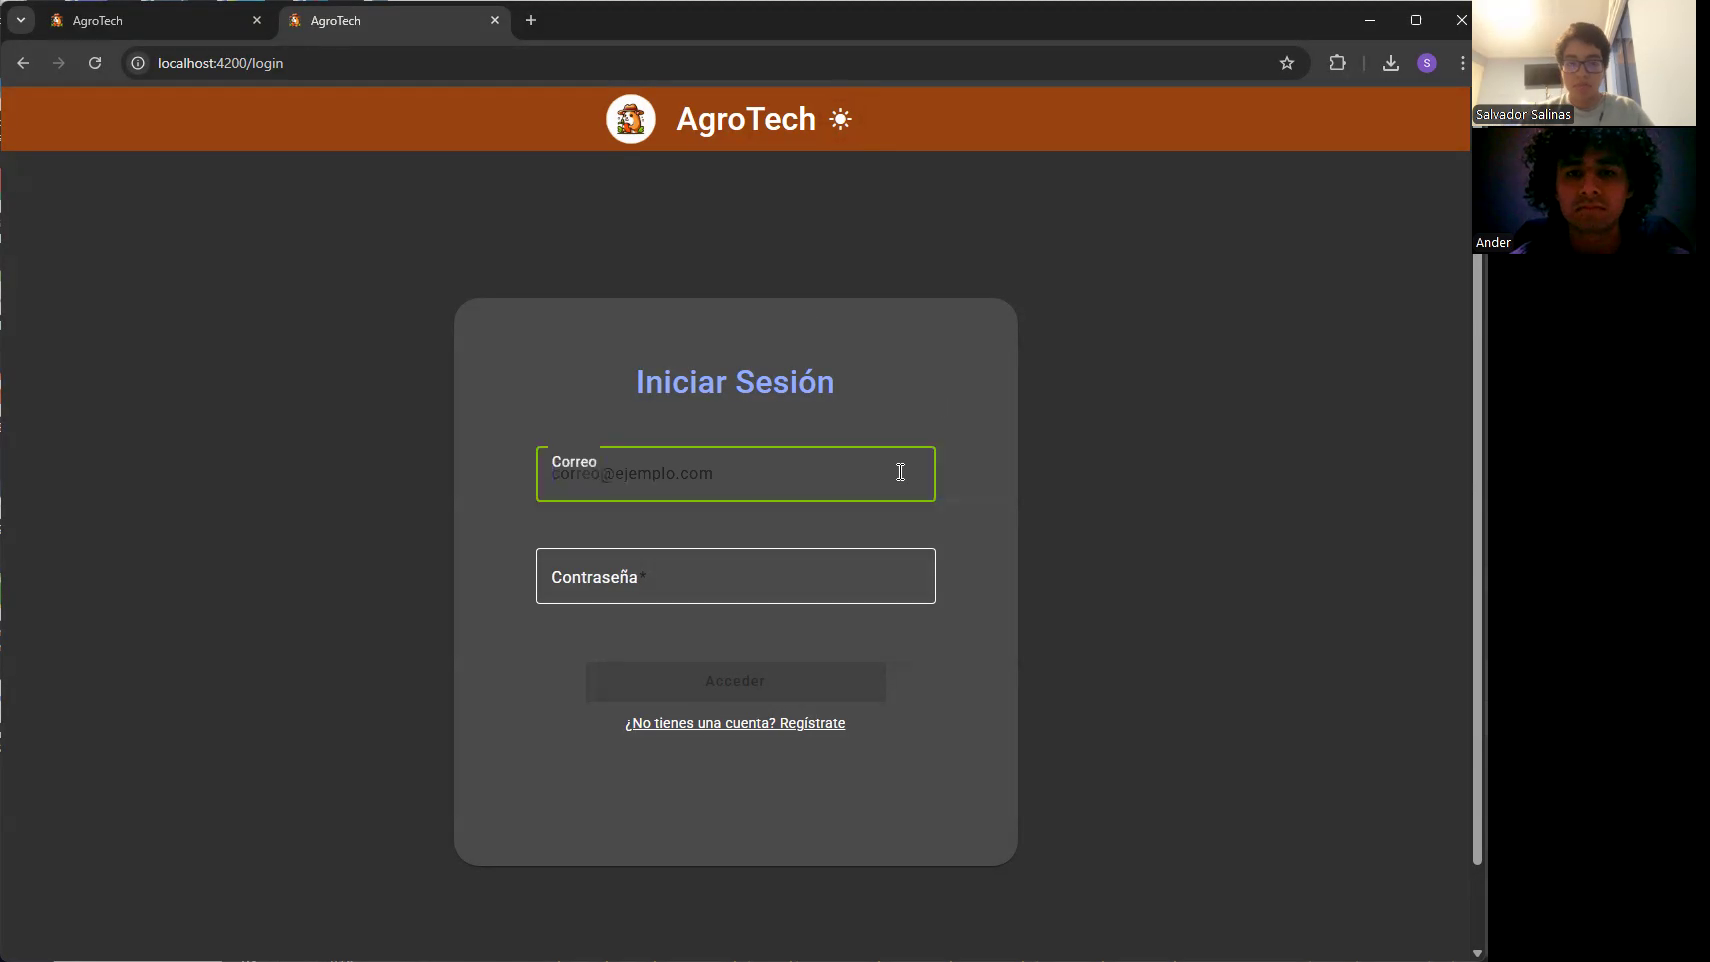 AgroTech
AgroTech
localhost:4200/login
S
AgroTech
Salvador Salinas
Ander
Iniciar Sesión
Correo
correo@ejemplo.com
Contraseña*
Acceder
¿No tienes una cuenta? Regístrate